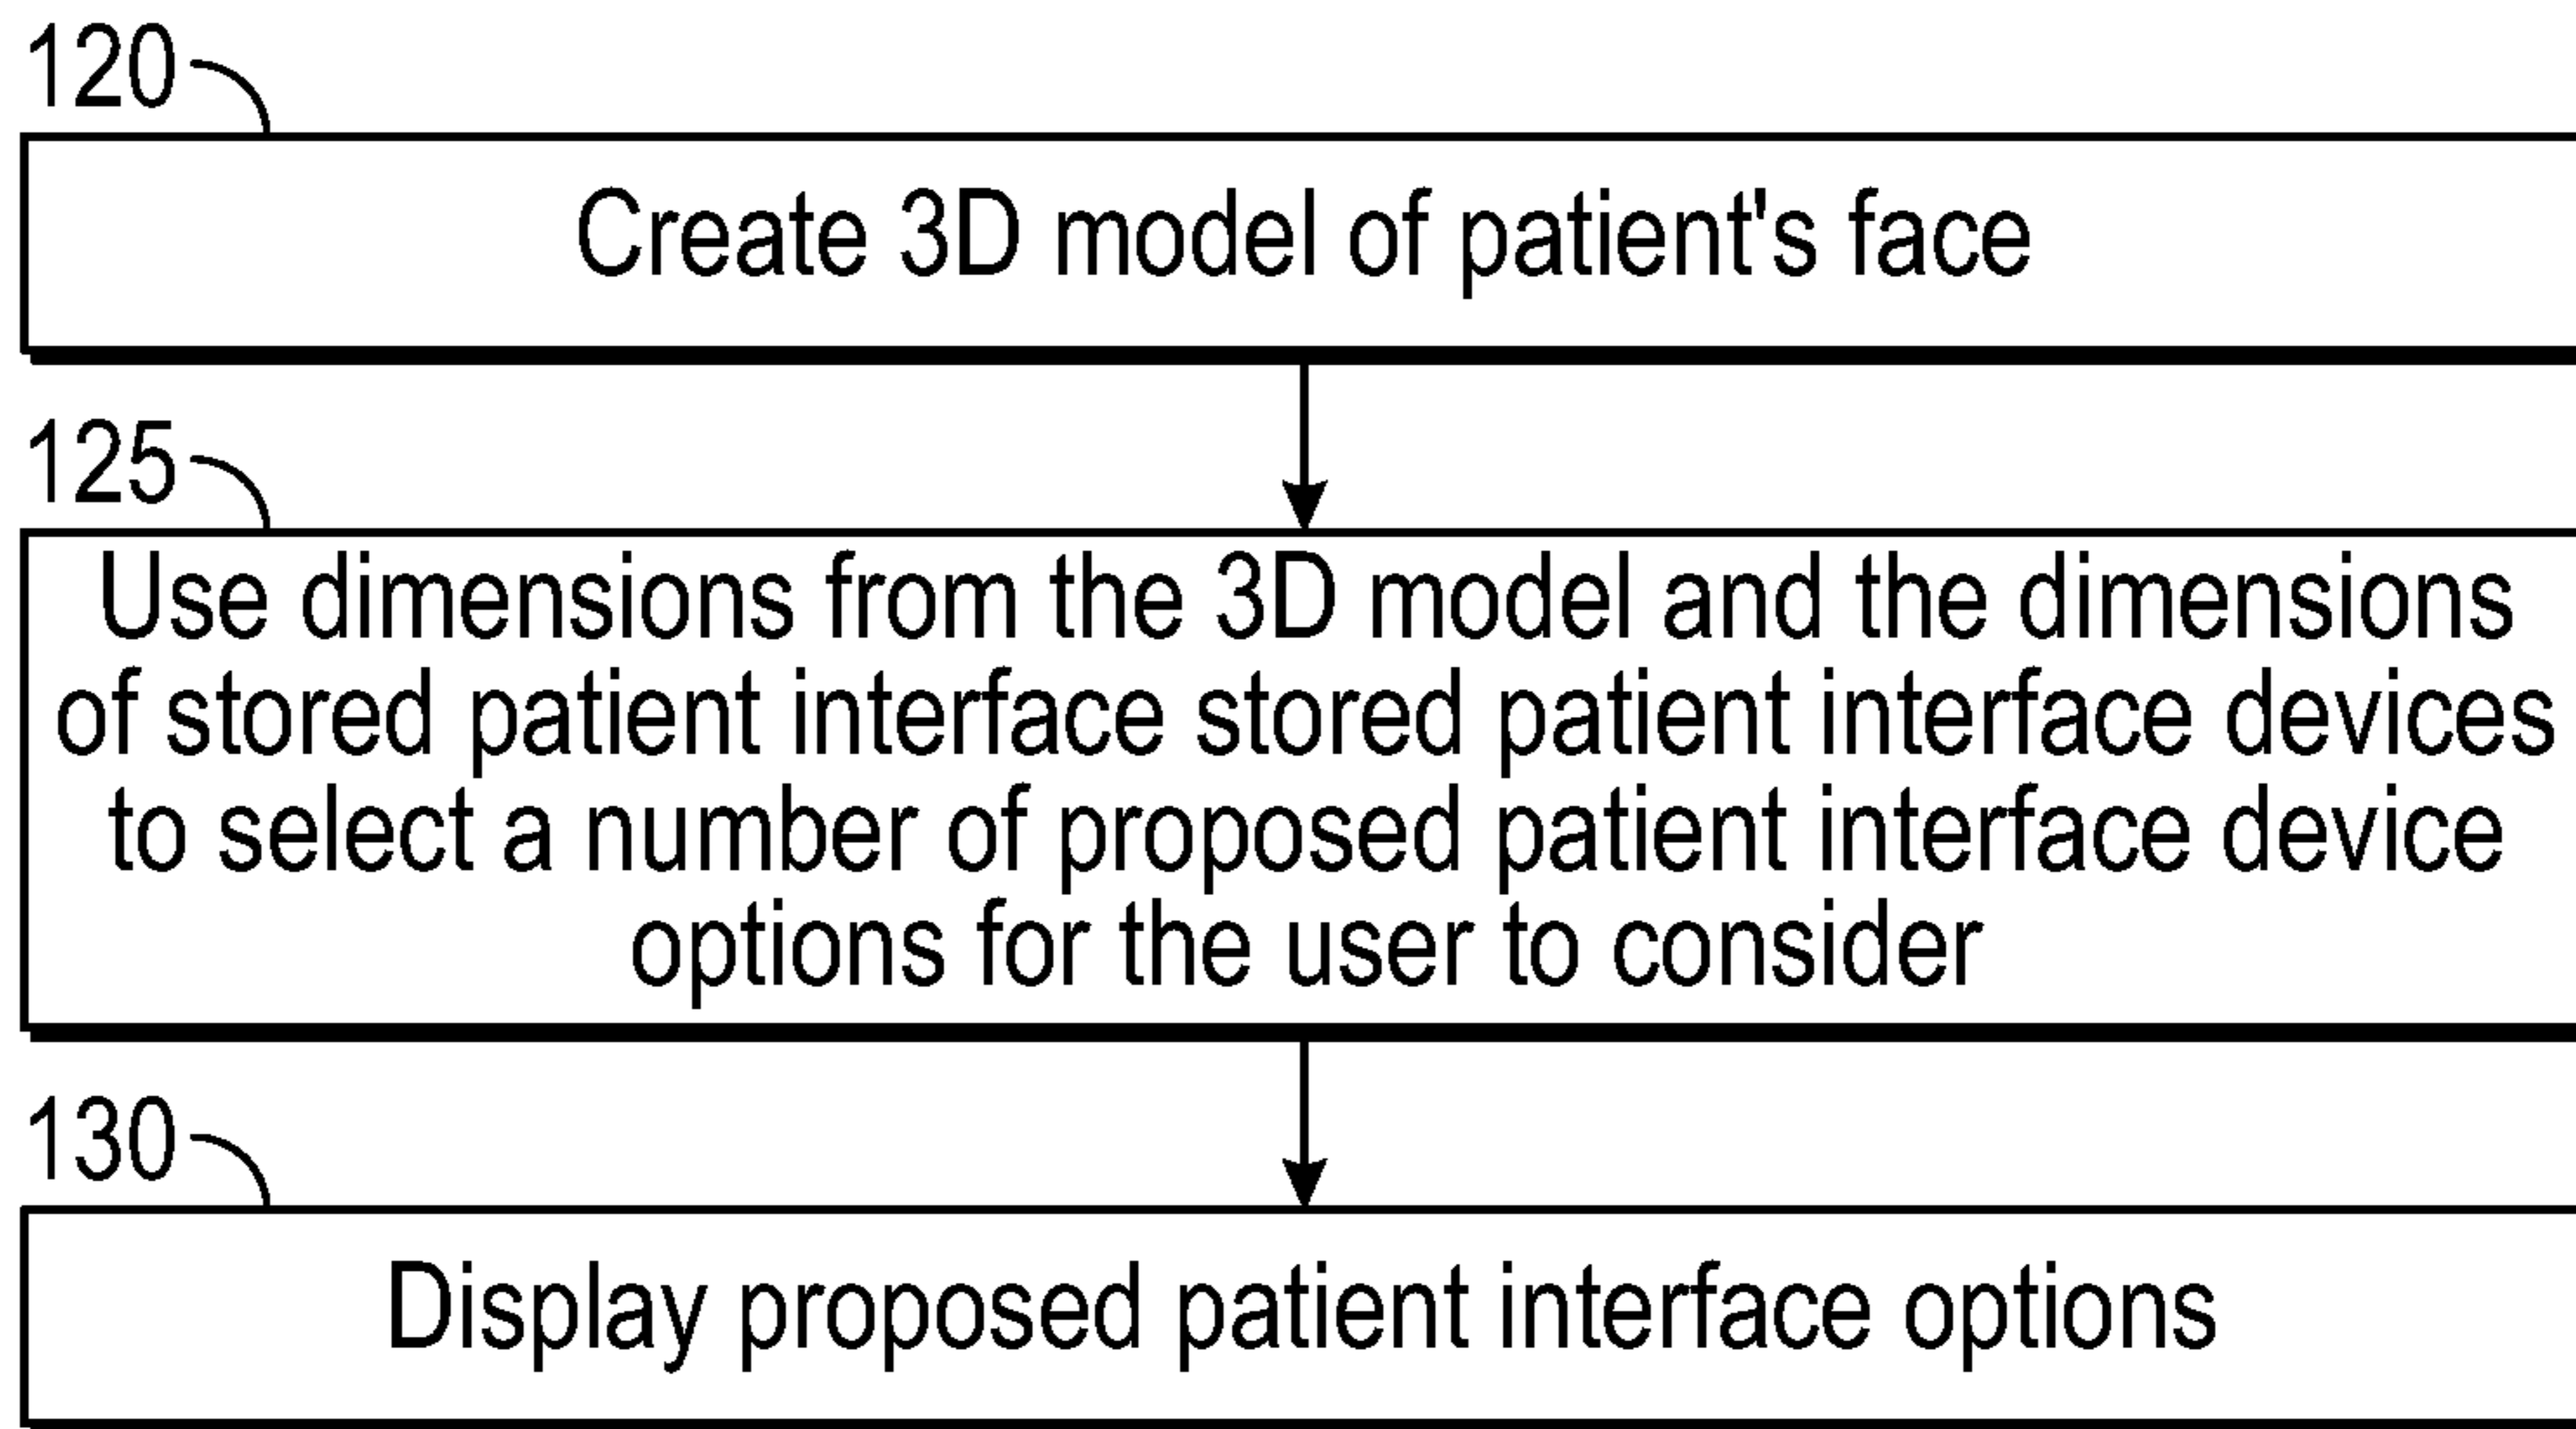 120
Create 3D model of patient's face
125
Use dimensions from the 3D model and the dimensions
of stored patient interface stored patient interface devices
to select a number of proposed patient interface device
options for the user to consider
130
Display proposed patient interface options